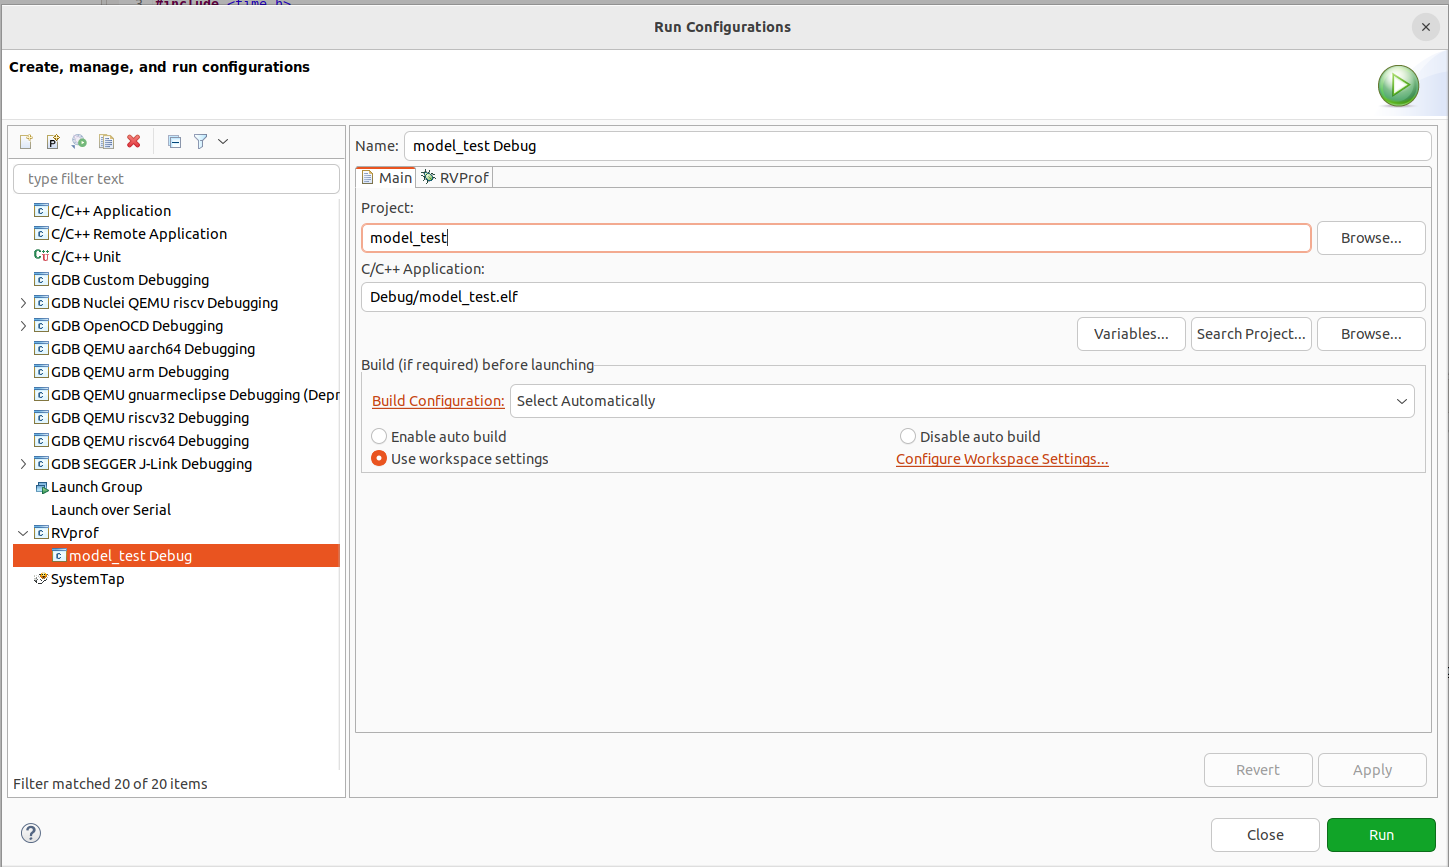 3 #include <time.h>
Run Configurations
Create, manage, and run configurations
type filter text
C/C++ Application
C/C++ Remote Application
C/C++ Unit
GDB Custom Debugging
GDB Nuclei QEMU riscv Debugging
GDB OpenOCD Debugging
GDB QEMU aarch64 Debugging
GDB QEMU arm Debugging
GDB QEMU gnuarmeclipse Debugging (Depr
GDB QEMU riscv32 Debugging
GDB QEMU riscv64 Debugging
GDB SEGGER J-Link Debugging
Launch Group
Launch over Serial
RVprof
model_test Debug
SystemTap
Filter matched 20 of 20 items
Name: model_test Debug
Main RVProf
Project:
model_test Browse...
C/C++ Application:
Debug/model_test.elf
Variables... Search Project... Browse...
Build (if required) before launching
Build Configuration: Select Automatically
Enable auto build Disable auto build
Use workspace settings Configure Workspace Settings...
Revert Apply
Close Run